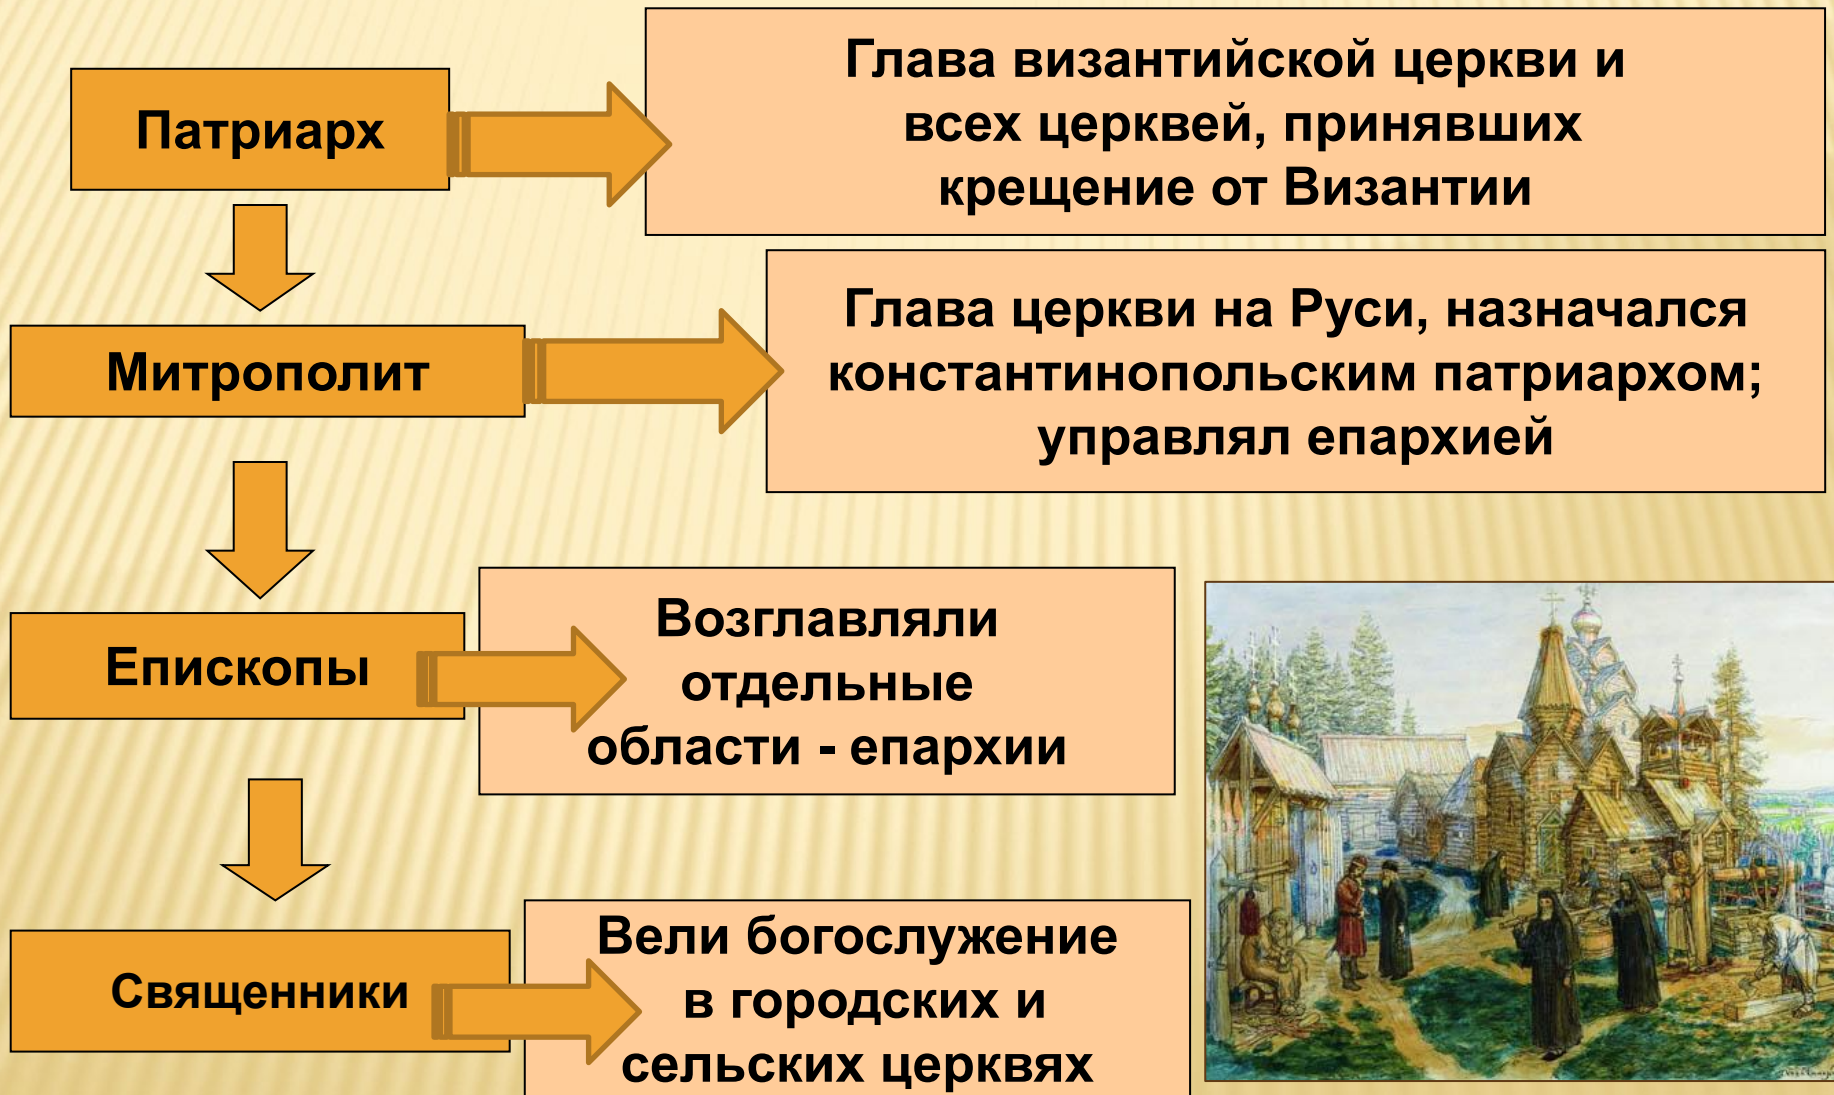 Патриарх
Глава византийской церкви и
всех церквей, принявших
крещение от Византии
Митрополит
Глава церкви на Руси, назначался
константинопольским патриархом;
управлял епархией
Епископы
Возглавляли
отдельные
области - епархии
Священники
Вели богослужение
в городских и
сельских церквях